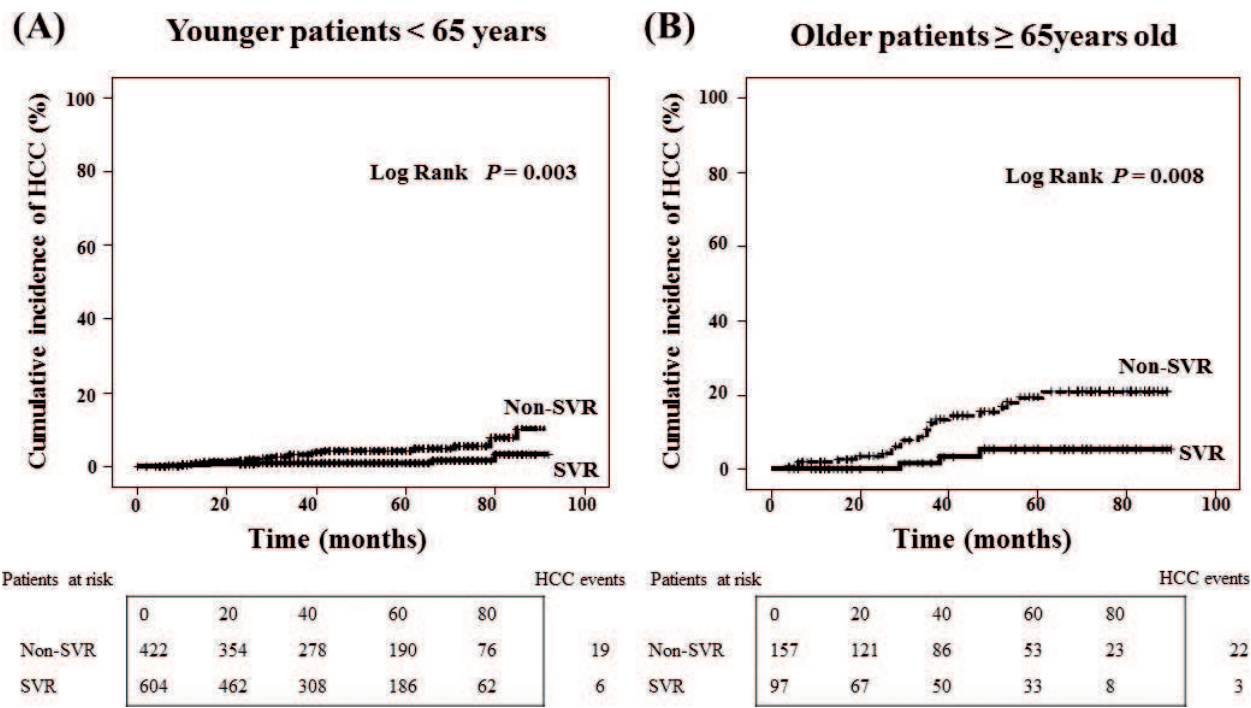 (A) Younger patients < 65 years
Cumulative incidence of HCC (%)
100
80
60
40
20
0
Log Rank P = 0.003
Non-SVR
SVR
0 20 40 60 80 100
Time (months)
Patients at risk HCC events
0 20 40 60 80
Non-SVR 422 354 278 190 76 19
SVR 604 462 308 186 62 6
(B) Older patients ≥ 65years old
Cumulative incidence of HCC (%)
100
80
60
40
20
0
Log Rank P = 0.008
Non-SVR
SVR
0 20 40 60 80 100
Time (months)
Patients at risk HCC events
0 20 40 60 80
Non-SVR 157 121 86 53 23 22
SVR 97 67 50 33 8 3